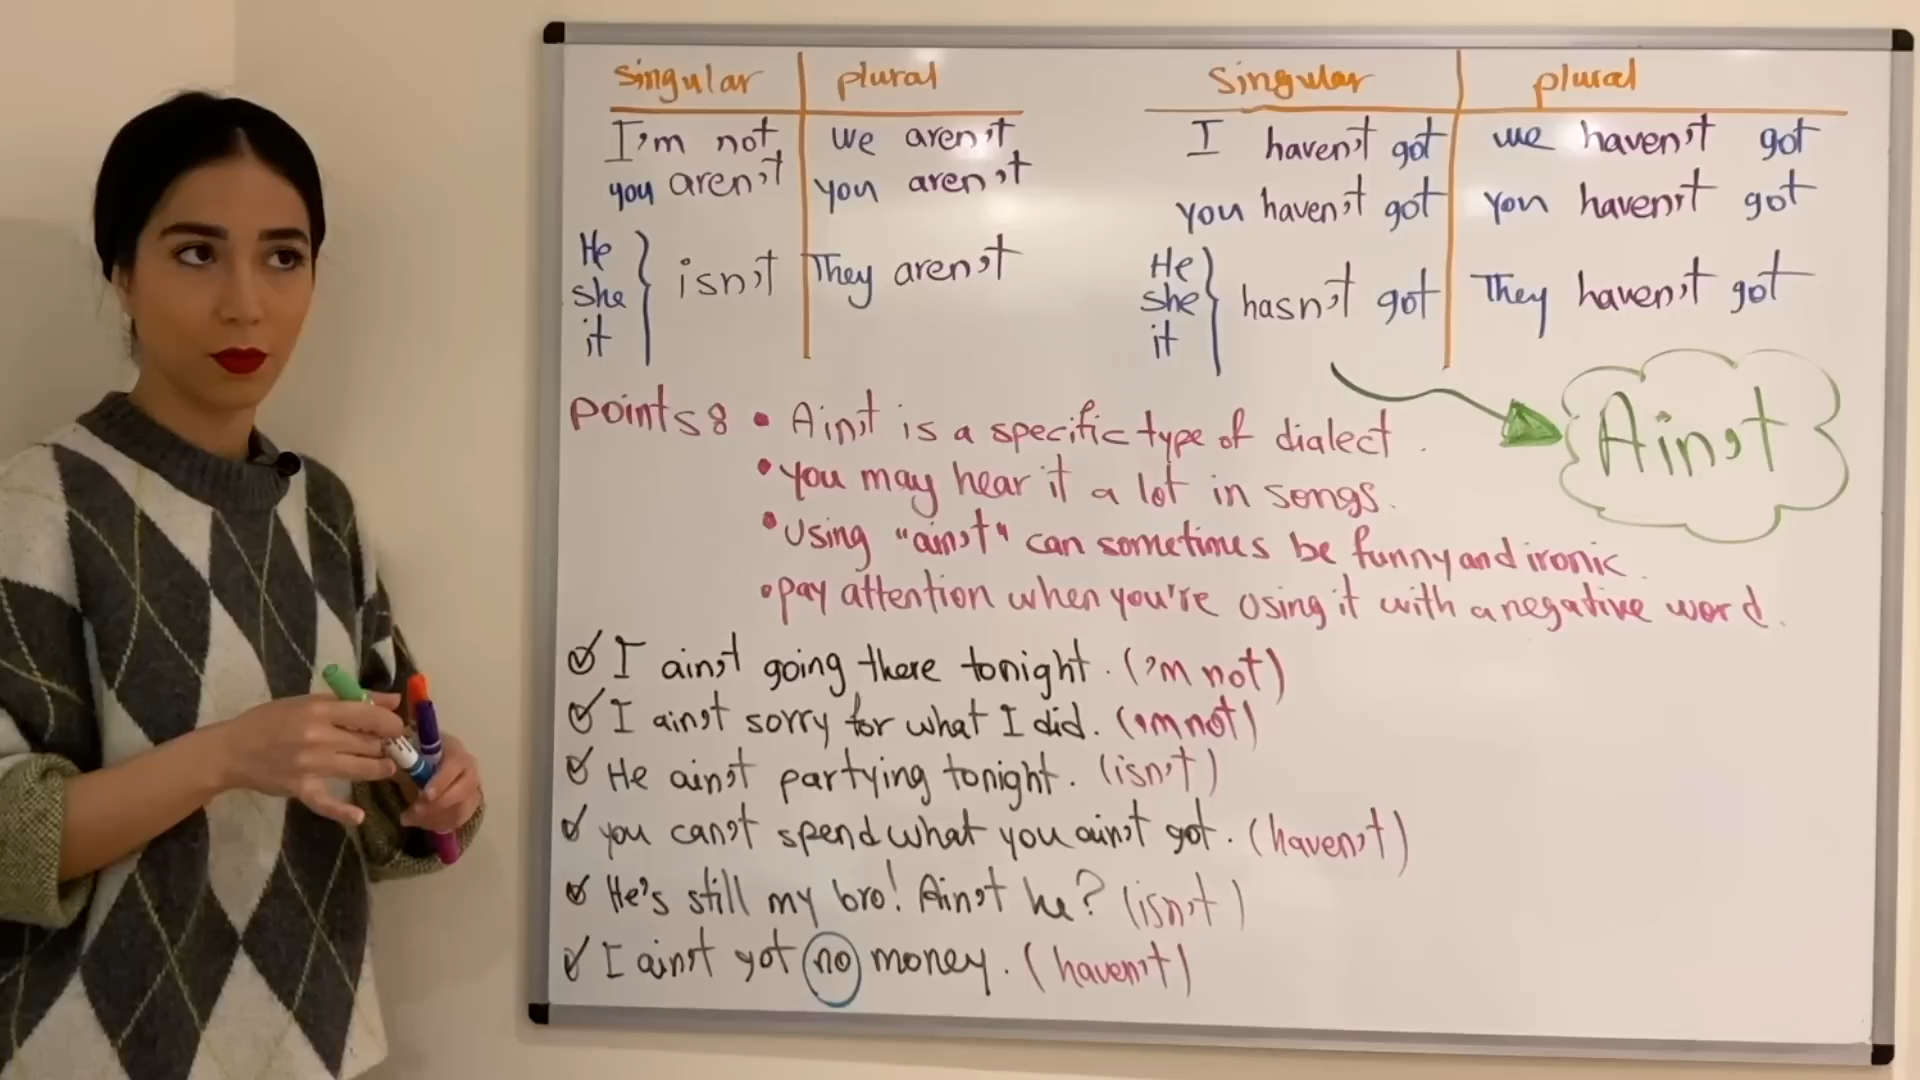 singular plural
I'm not we aren't
you aren't you aren't
He
she
it
isn't They aren't
singular plural
I haven't got we haven't got
you haven't got you haven't got
He
she
it
hasn't got They haven't got
Ain't
points: • Ain't is a specific type of dialect.
• you may hear it a lot in songs.
• Using "ain't" can sometimes be funny and ironic.
• pay attention when you're using it with a negative word.
I ain't going there tonight. ('m not)
I ain't sorry for what I did. ('m not)
He ain't partying tonight. (isn't)
you can't spend what you ain't got. (haven't)
He's still my bro! Ain't he? (isn't)
I ain't got no money. (haven't)